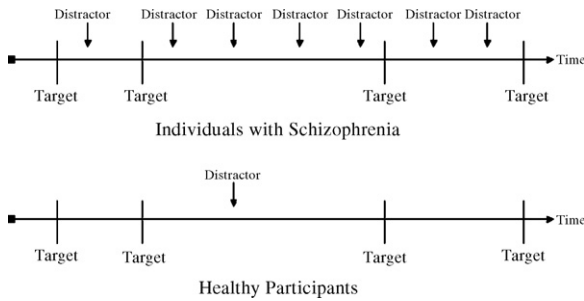 Distractor Distractor Distractor Distractor Distractor Distractor Distractor
Time
Target Target Target Target
Individuals with Schizophrenia
Distractor
Time
Target Target Target Target
Healthy Participants